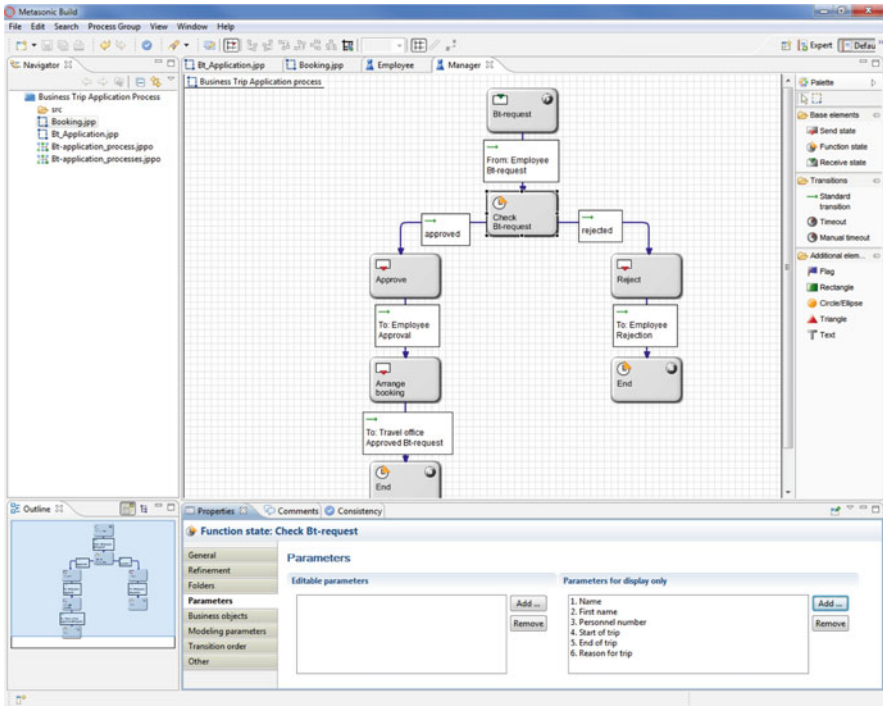 Metasonic Build
File Edit Search Process Group View Window Help
Expert Defau
Navigator
Business Trip Application Process
src
Booking.jpp
Bt_Application.jpp
Bt-application_process.jppo
Bt-application_processes.jppo
Bt_Application.jpp Booking.jpp Employee Manager
Business Trip Application process
Bt-request
From: Employee
Bt-request
Check
Bt-request
approved
rejected
Approve
Reject
To: Employee
Approval
To: Employee
Rejection
Arrange
booking
End
To: Travel office
Approved Bt-request
End
Palette
Base elements
Send state
Function state
Receive state
Transitions
Standard
transition
Timeout
Manual timeout
Additional elem...
Flag
Rectangle
Circle/Ellipse
Triangle
Text
Outline
Properties Comments Consistency
Function state: Check Bt-request
General
Refinement
Folders
Parameters
Business objects
Modeling parameters
Transition order
Other
Parameters
Editable parameters
Add ...
Remove
Parameters for display only
1. Name
2. First name
3. Personnel number
4. Start of trip
5. End of trip
6. Reason for trip
Add ...
Remove